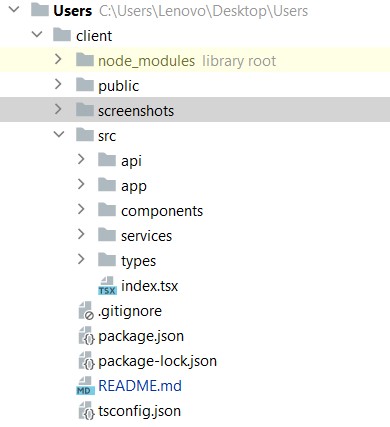 Users C:\Users\Lenovo\Desktop\Users
client
node_modules library root
public
screenshots
src
api
app
components
services
types
TSX index.tsx
.gitignore
package.json
package-lock.json
MD README.md
tsconfig.json